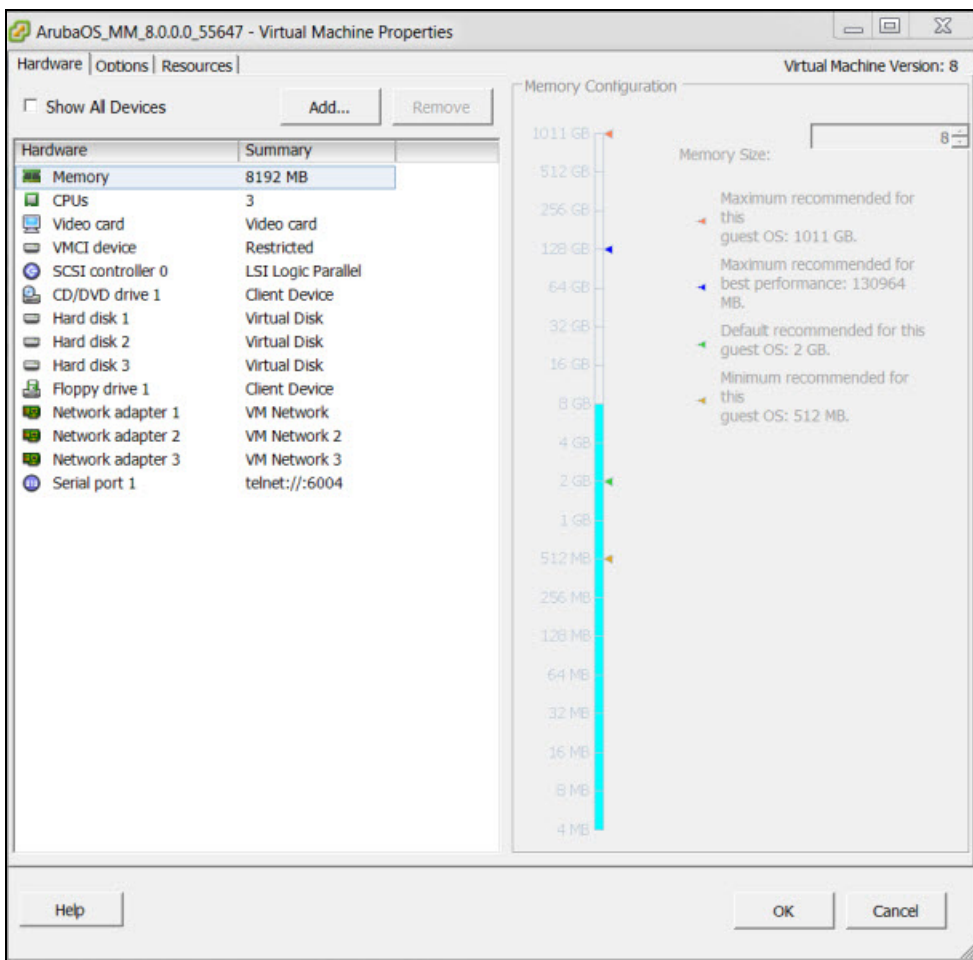 ArubaOS_MM_8.0.0.0_55647 - Virtual Machine Properties
Hardware Options Resources
Virtual Machine Version: 8
Show All Devices
Add...
Remove
Hardware Summary
Memory 8192 MB
CPUs 3
Video card Video card
VMCI device Restricted
SCSI controller 0 LSI Logic Parallel
CD/DVD drive 1 Client Device
Hard disk 1 Virtual Disk
Hard disk 2 Virtual Disk
Hard disk 3 Virtual Disk
Floppy drive 1 Client Device
Network adapter 1 VM Network
Network adapter 2 VM Network 2
Network adapter 3 VM Network 3
Serial port 1 telnet://:6004
Memory Configuration
1011 GB
512 GB
256 GB
128 GB
64 GB
32 GB
16 GB
8 GB
4 GB
2 GB
1 GB
512 MB
256 MB
128 MB
64 MB
32 MB
16 MB
8 MB
4 MB
Memory Size:
8
Maximum recommended for
this
guest OS: 1011 GB.
Maximum recommended for
best performance: 130964
MB.
Default recommended for this
guest OS: 2 GB.
Minimum recommended for
this
guest OS: 512 MB.
Help
OK
Cancel